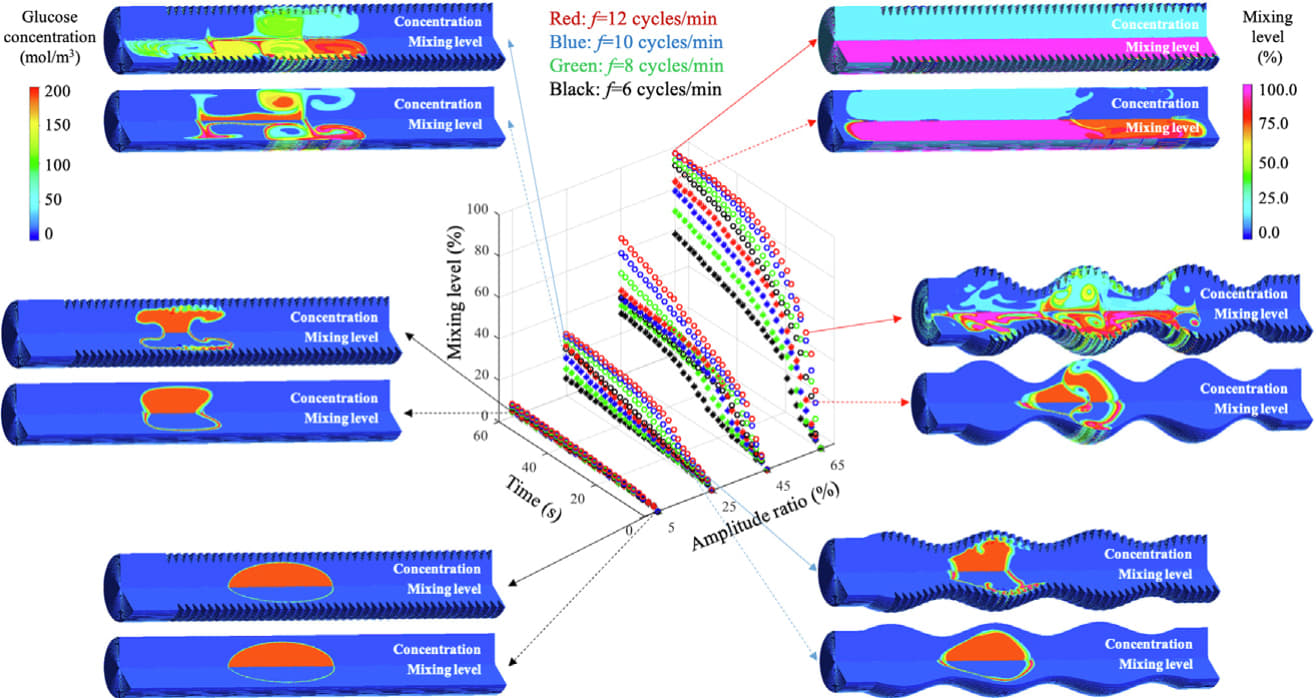 Glucose
concentration
(mol/m³)
200
150
100
50
0
Concentration
Mixing level
Concentration
Mixing level
Red: f=12 cycles/min
Blue: f=10 cycles/min
Green: f=8 cycles/min
Black: f=6 cycles/min
Concentration
Mixing level
Concentration
Mixing level
Mixing
level
(%)
100.0
75.0
50.0
25.0
0.0
Concentration
Mixing level
Concentration
Mixing level
Mixing level (%)
100
80
60
40
20
0
60
40
20
0
Time (s)
5
25
45
65
Amplitude ratio (%)
Concentration
Mixing level
Concentration
Mixing level
Concentration
Mixing level
Concentration
Mixing level
Concentration
Mixing level
Concentration
Mixing level